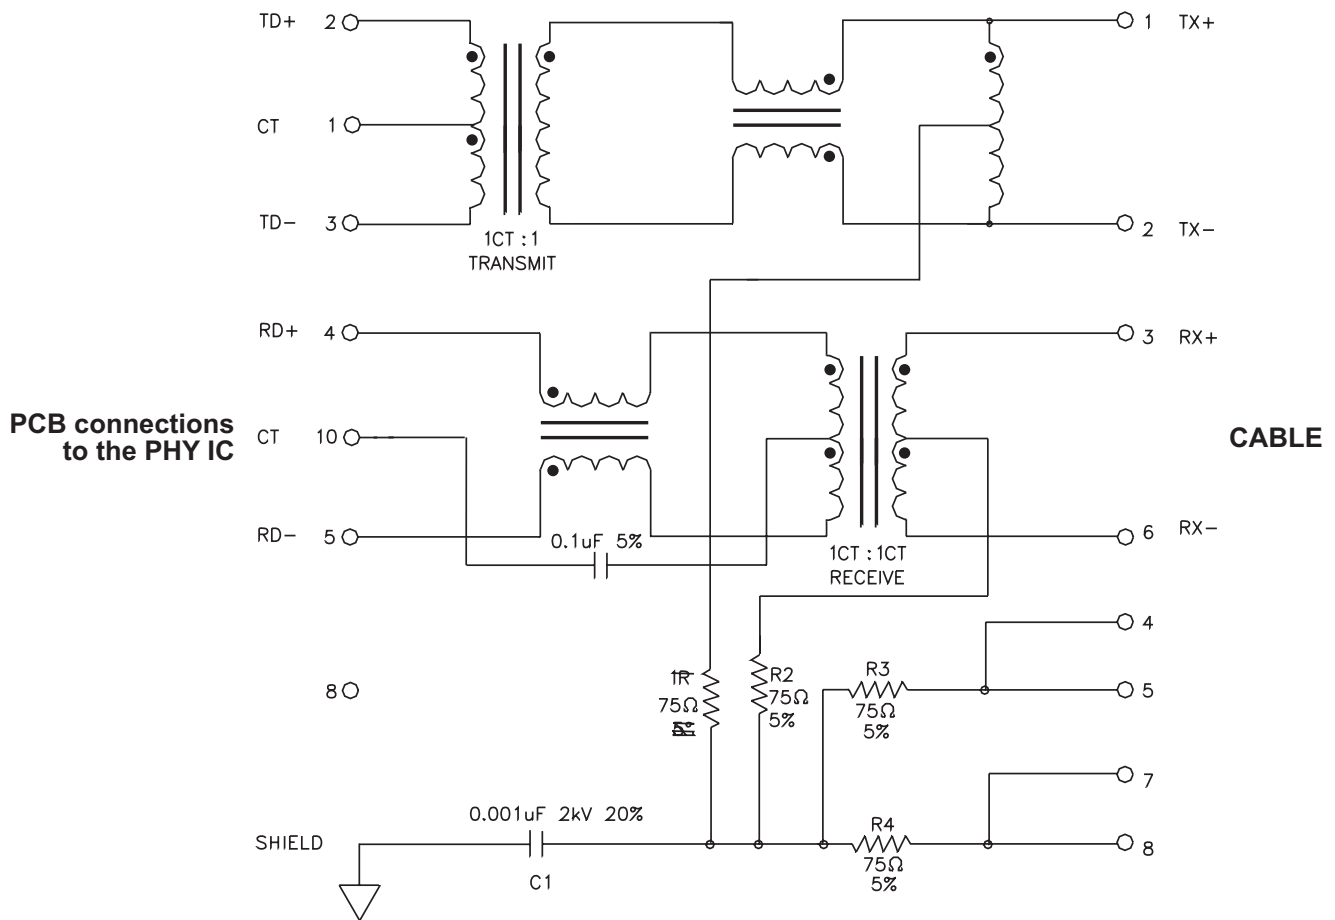 TD+ 2 1 TX+
CT 1
TD- 3 2 TX-
1CT : 1
TRANSMIT
RD+ 4 3 RX+
PCB connections
to the PHY IC
CT 10
CABLE
RD- 5 6 RX-
0.1uF 5%
1CT : 1CT
RECEIVE
4
8
1R
75Ω
R2
75Ω
5%
R3
75Ω
5%
5
7
0.001uF 2kV 20%
SHIELD
C1
R4
75Ω
5%
8